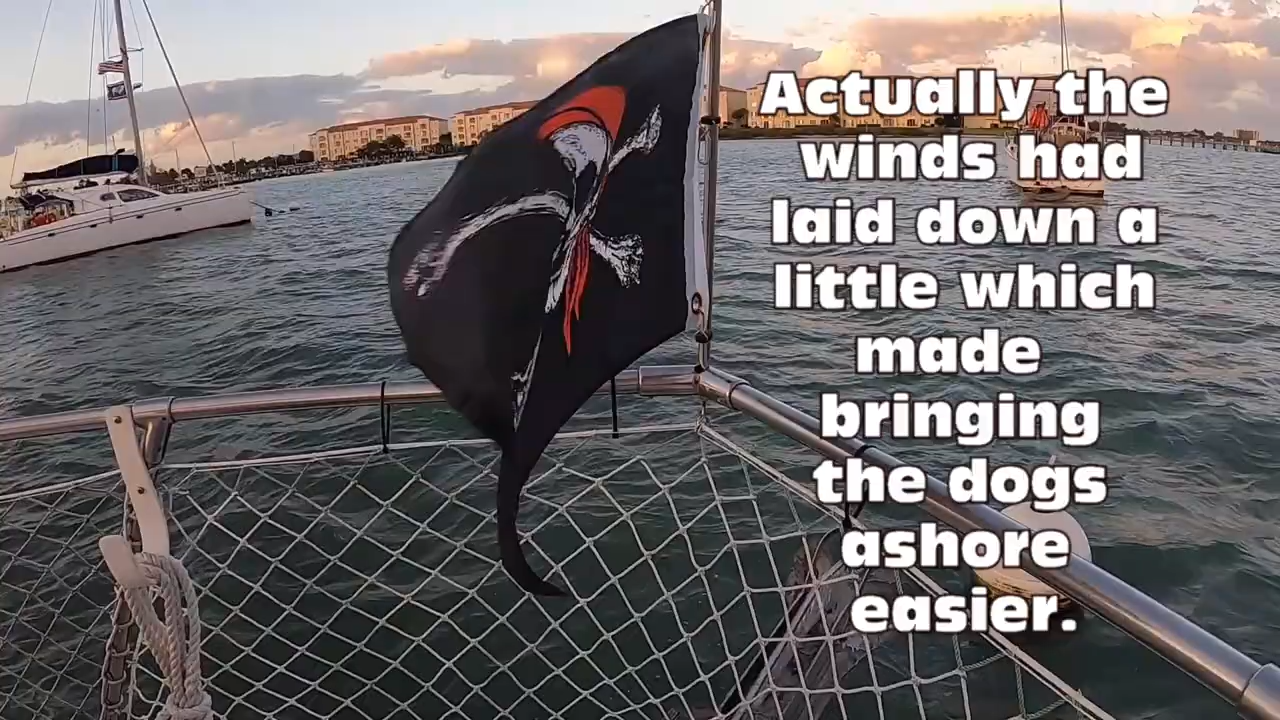 Actually the
winds had
laid down a
little which
made
bringing
the dogs
ashore
easier.